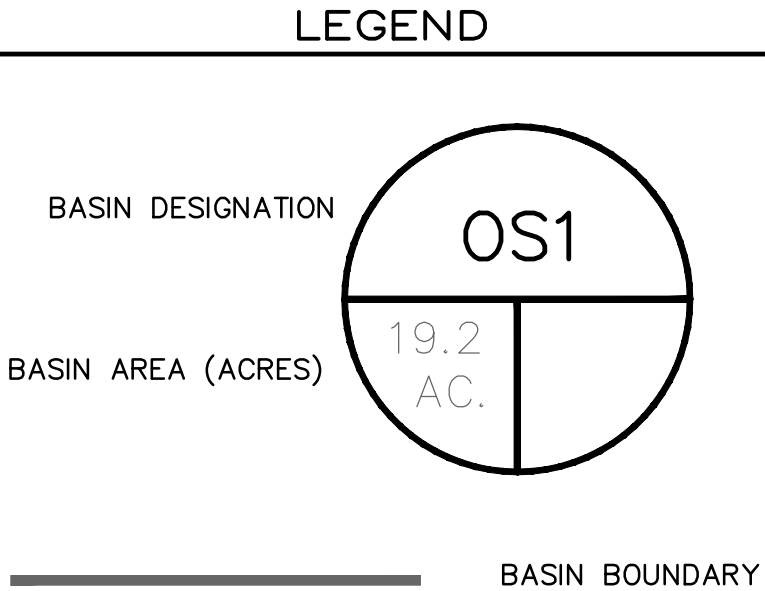 LEGEND
BASIN DESIGNATION
OS1
BASIN AREA (ACRES)
19.2
AC.
BASIN BOUNDARY